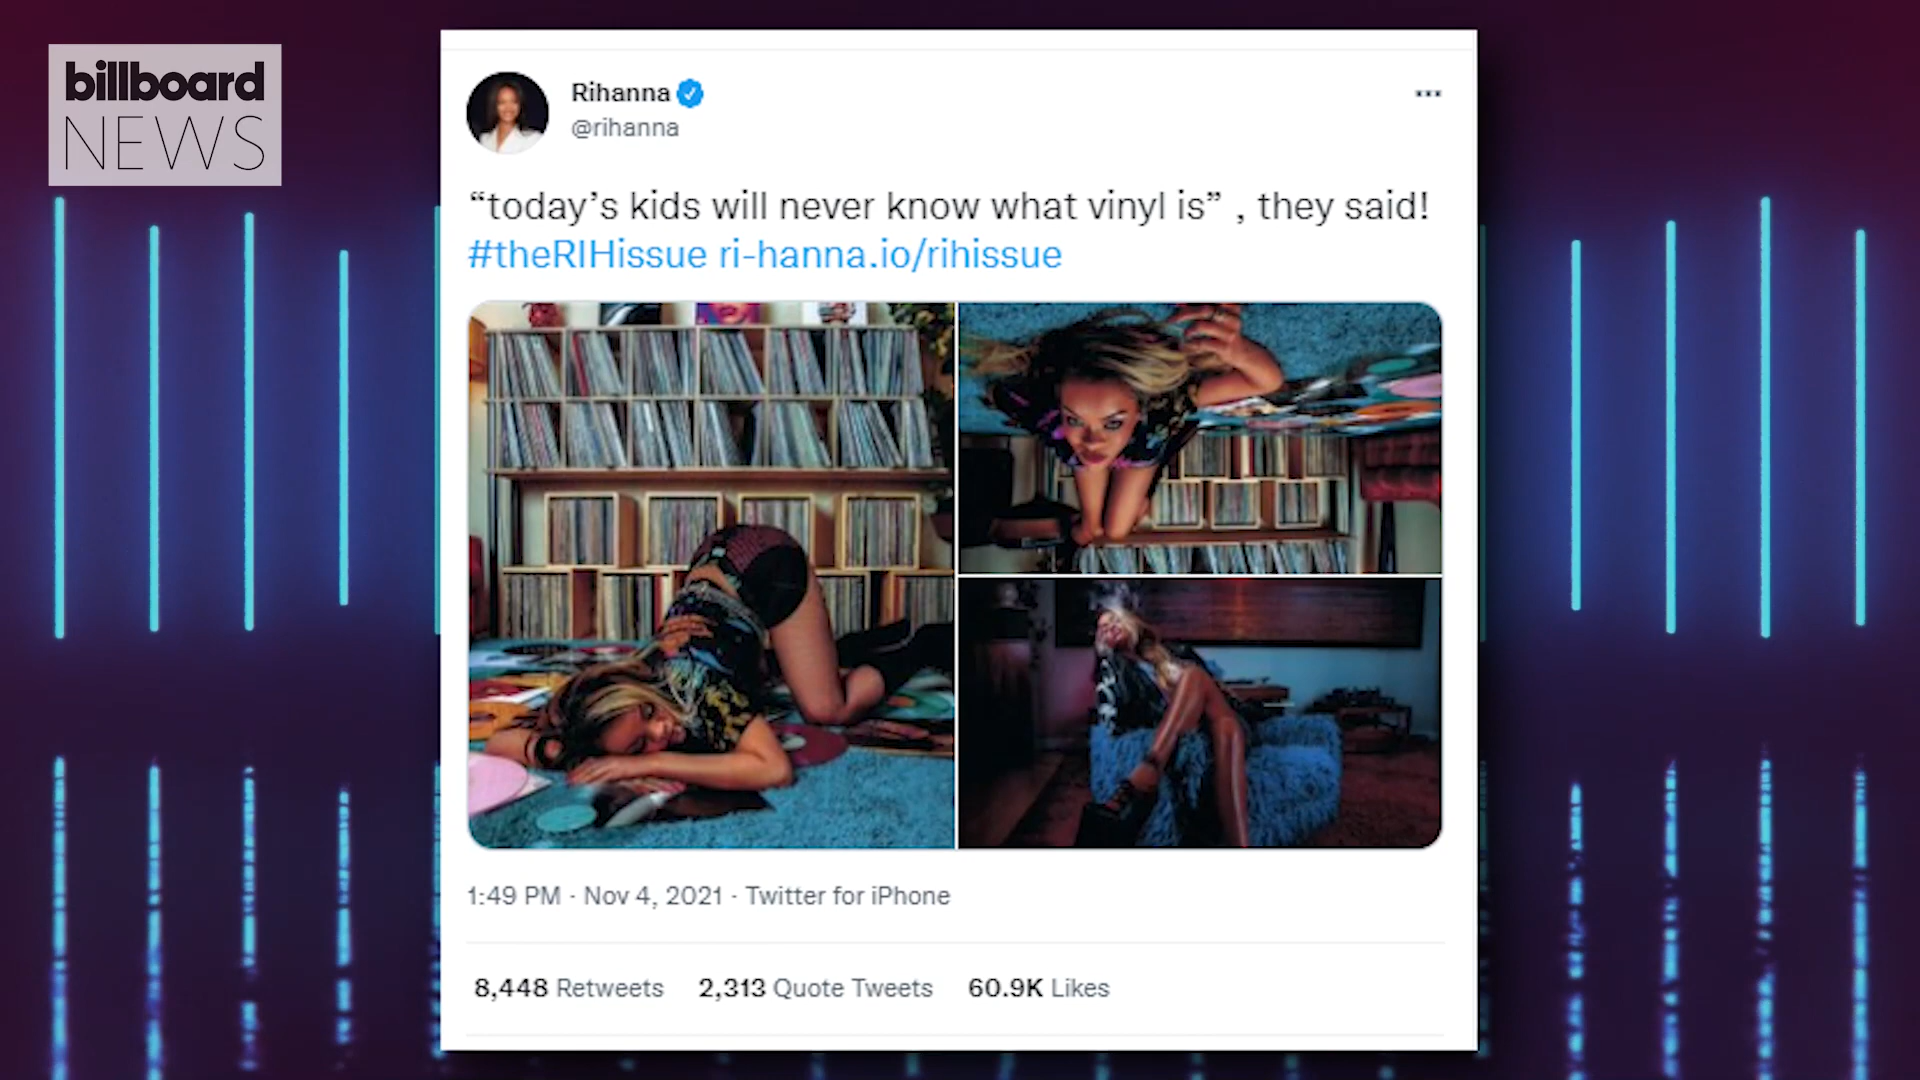 billboard
NEWS
Rihanna
@rihanna
“today’s kids will never know what vinyl is” , they said!
#theRIHissue ri-hanna.io/rihissue
1:49 PM · Nov 4, 2021 · Twitter for iPhone
8,448 Retweets 2,313 Quote Tweets 60.9K Likes